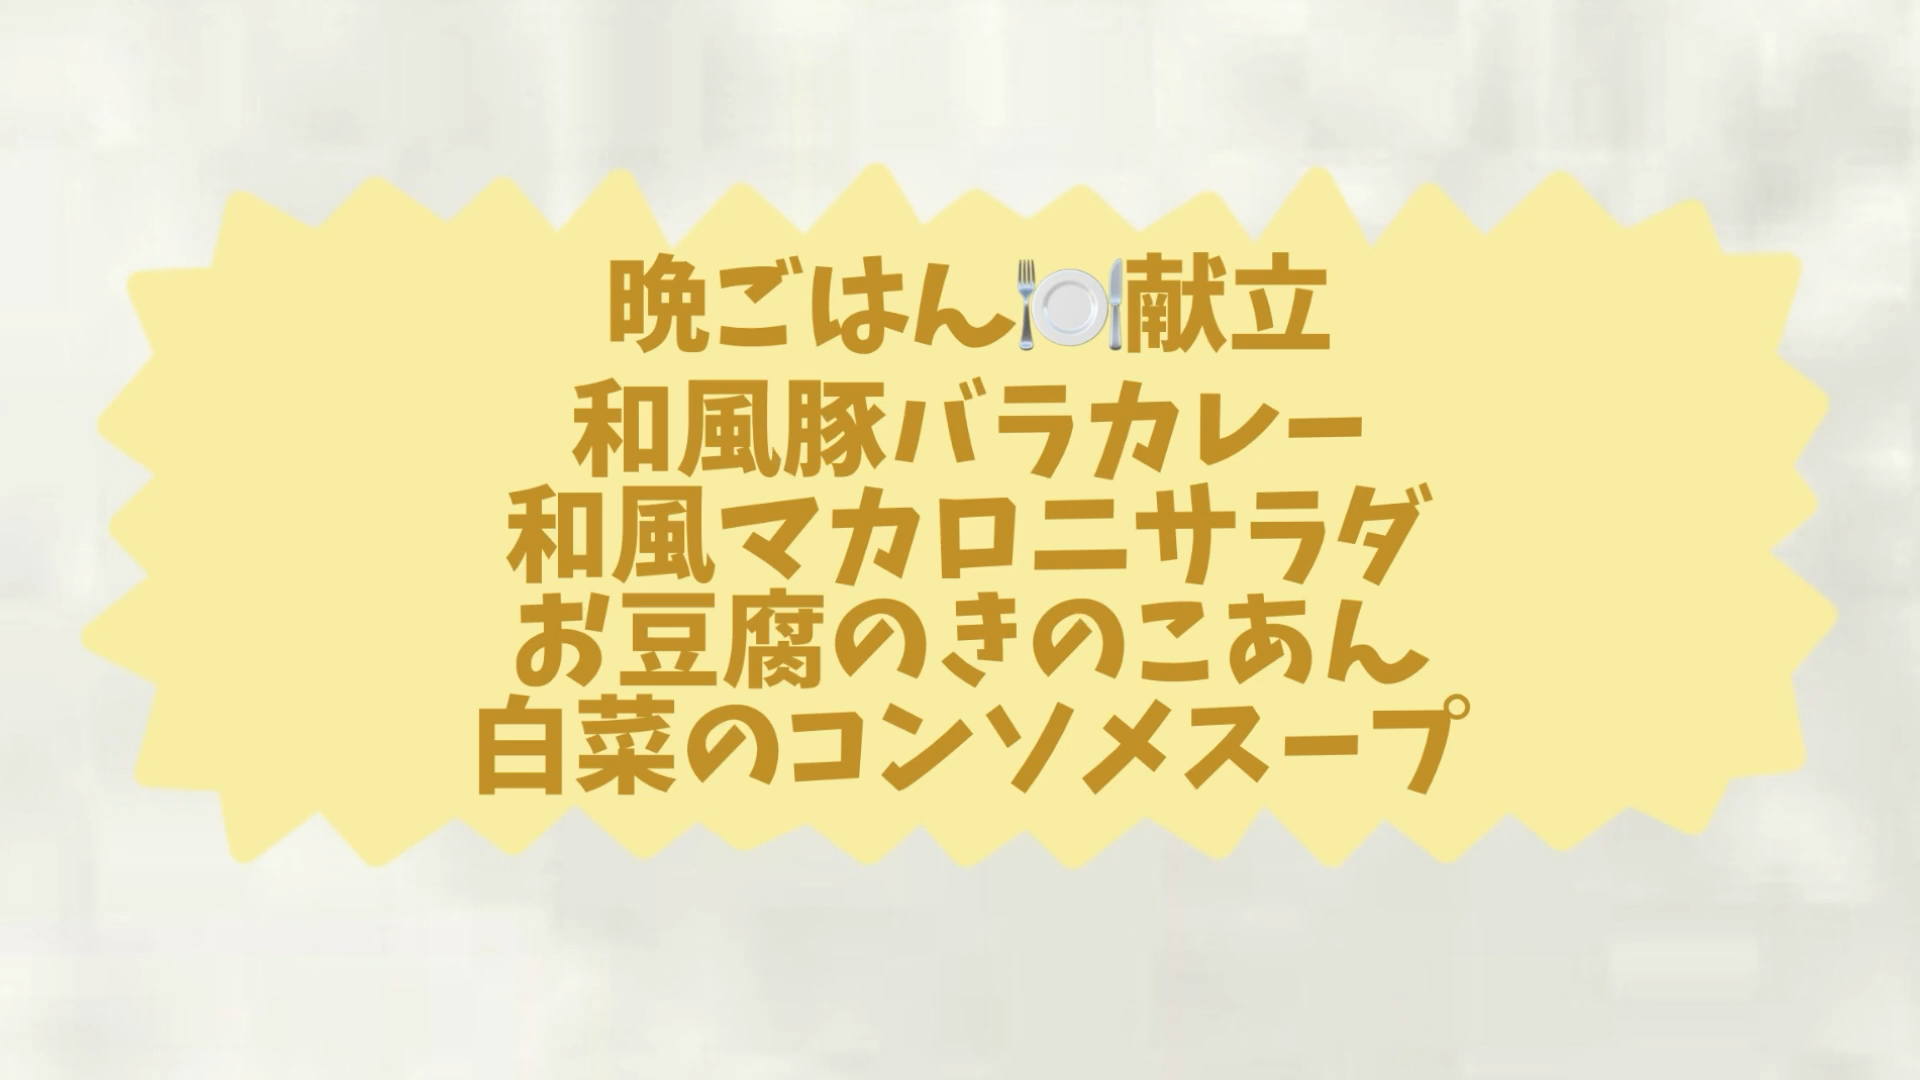 晩ごはん🍽️献立
和風豚バラカレー
和風マカロニサラダ
お豆腐のきのこあん
白菜のコンソメスープ